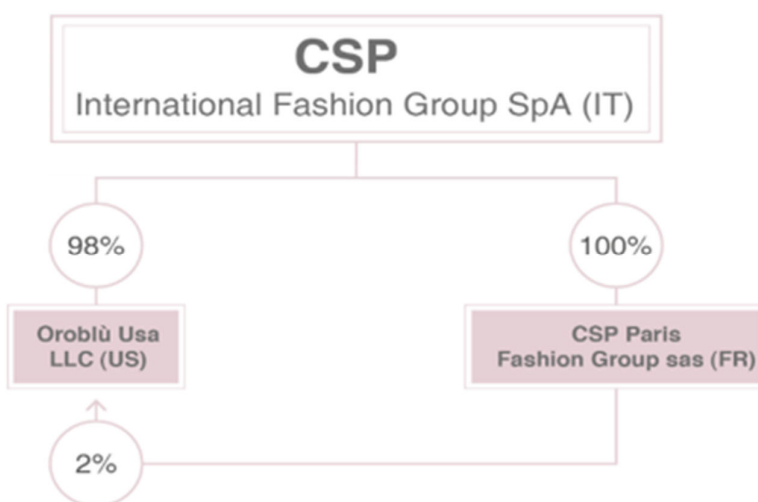 CSP
International Fashion Group SpA (IT)
98%
100%
Oroblù Usa
LLC (US)
CSP Paris
Fashion Group sas (FR)
2%